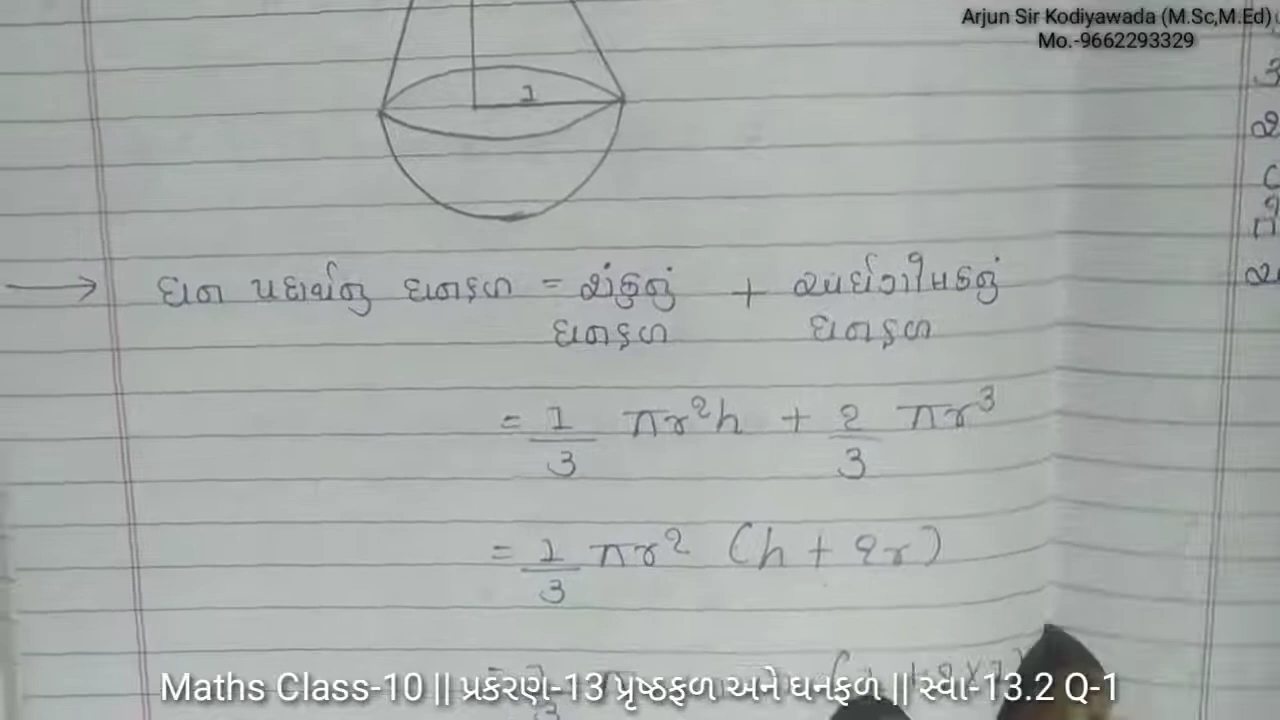 Arjun Sir Kodiyawada (M.Sc,M.Ed)
Mo.-9662293329
1
→ ઘન પદાર્થનું ઘનફળ = શંકુનું + અર્ધગોલકનું
ઘનફળ ઘનફળ
= 1/3 πr²h + 2/3 πr³
= 1/3 πr² (h + 2r)
Maths Class-10 || પ્રકરણ-13 પૃષ્ઠફળ અને ઘનફળ || સ્વા-13.2 Q-1